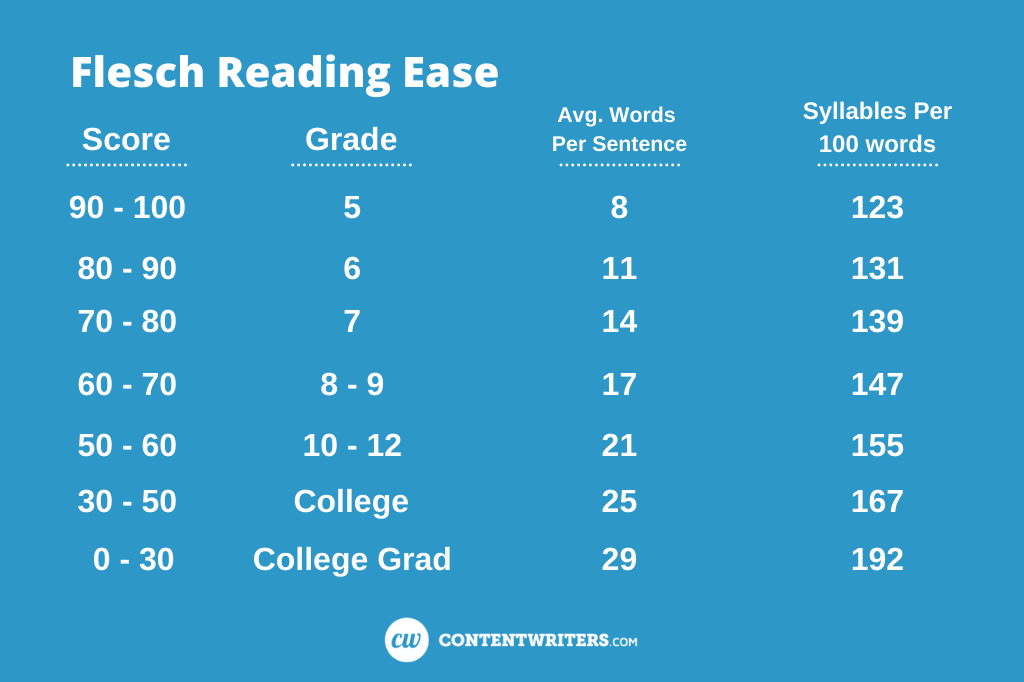 Flesch Reading Ease
Score Grade Avg. Words Per Sentence Syllables Per 100 words
90 - 100 5 8 123
80 - 90 6 11 131
70 - 80 7 14 139
60 - 70 8 - 9 17 147
50 - 60 10 - 12 21 155
30 - 50 College 25 167
0 - 30 College Grad 29 192
cw CONTENTWRITERS.COM